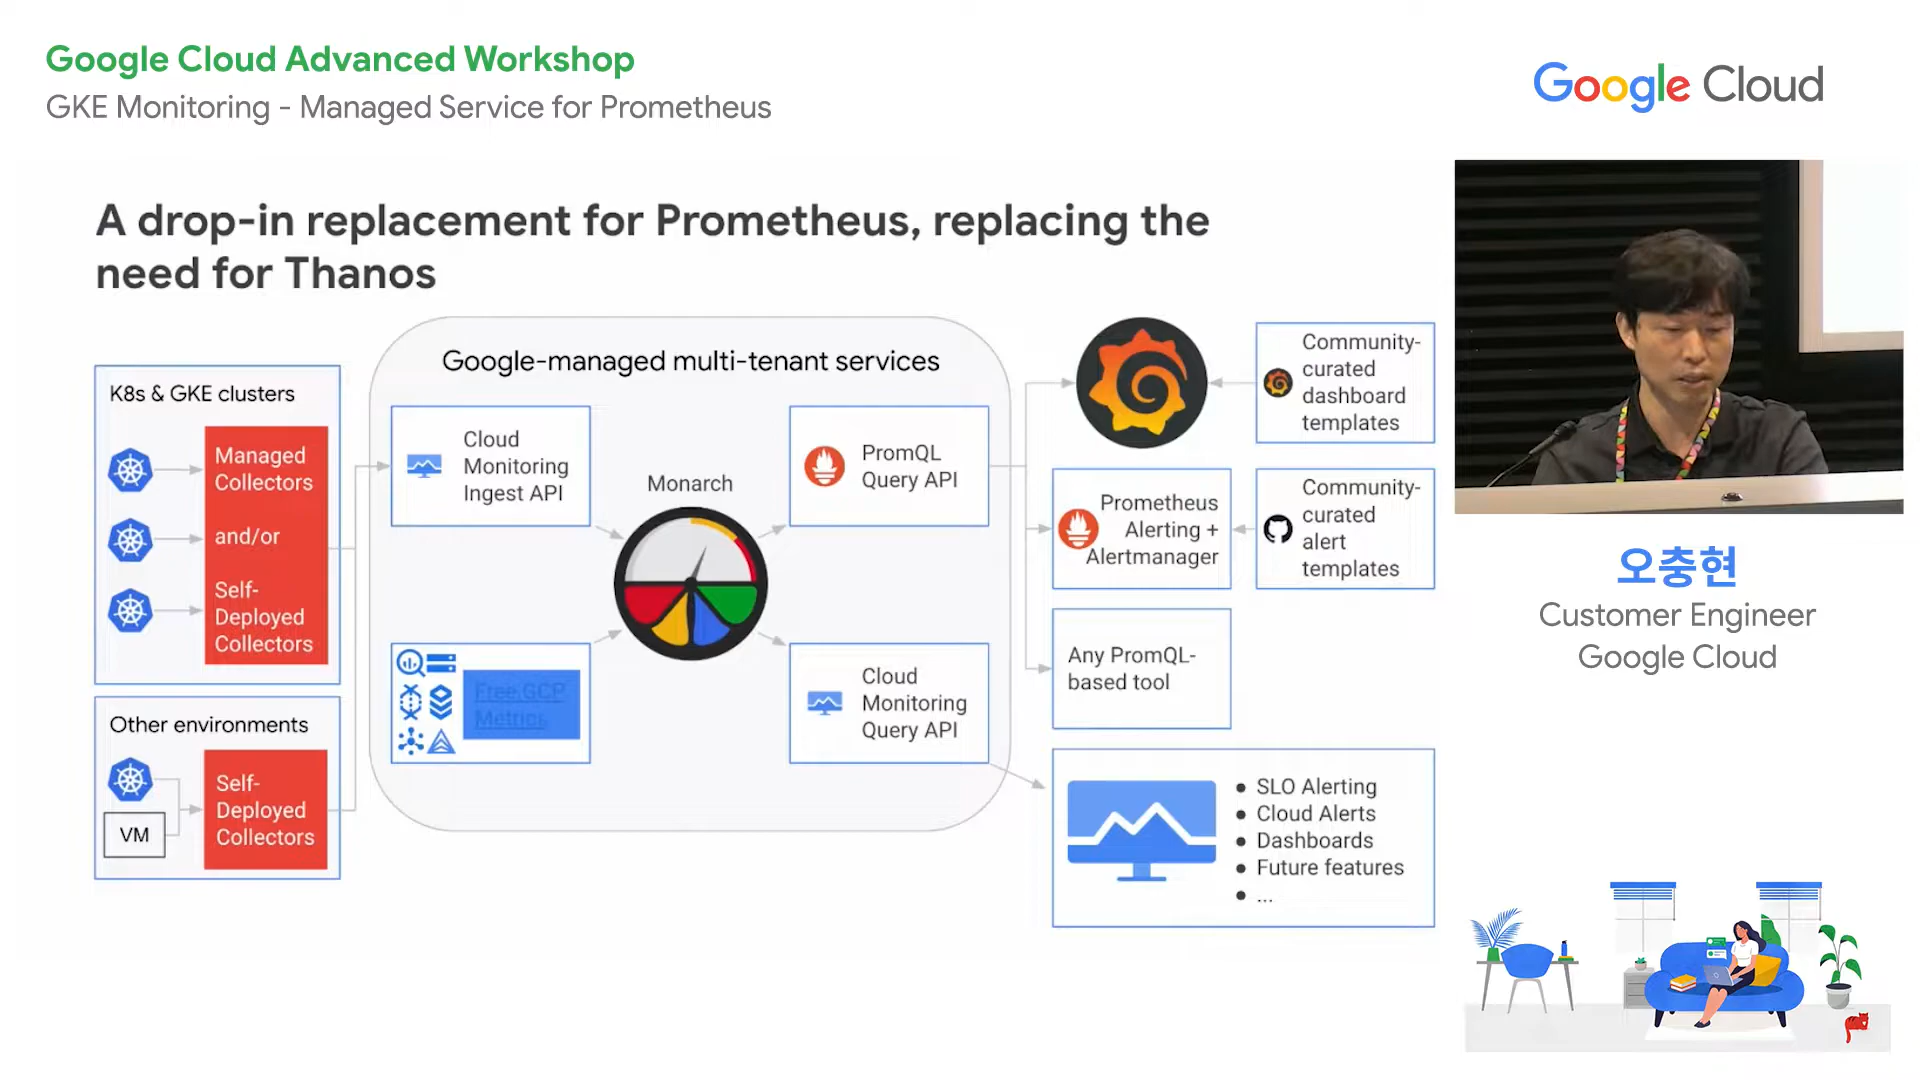 Google Cloud Advanced Workshop
GKE Monitoring - Managed Service for Prometheus
Google Cloud
A drop-in replacement for Prometheus, replacing the
need for Thanos
K8s & GKE clusters
Managed
Collectors
and/or
Self-
Deployed
Collectors
Other environments
VM
Self-
Deployed
Collectors
Google-managed multi-tenant services
Cloud
Monitoring
Ingest API
Free GCP
Metrics
Monarch
PromQL
Query API
Cloud
Monitoring
Query API
Community-
curated
dashboard
templates
Prometheus
Alerting +
Alertmanager
Community-
curated
alert
templates
Any PromQL-
based tool
● SLO Alerting
● Cloud Alerts
● Dashboards
● Future features
● ...
오충현
Customer Engineer
Google Cloud